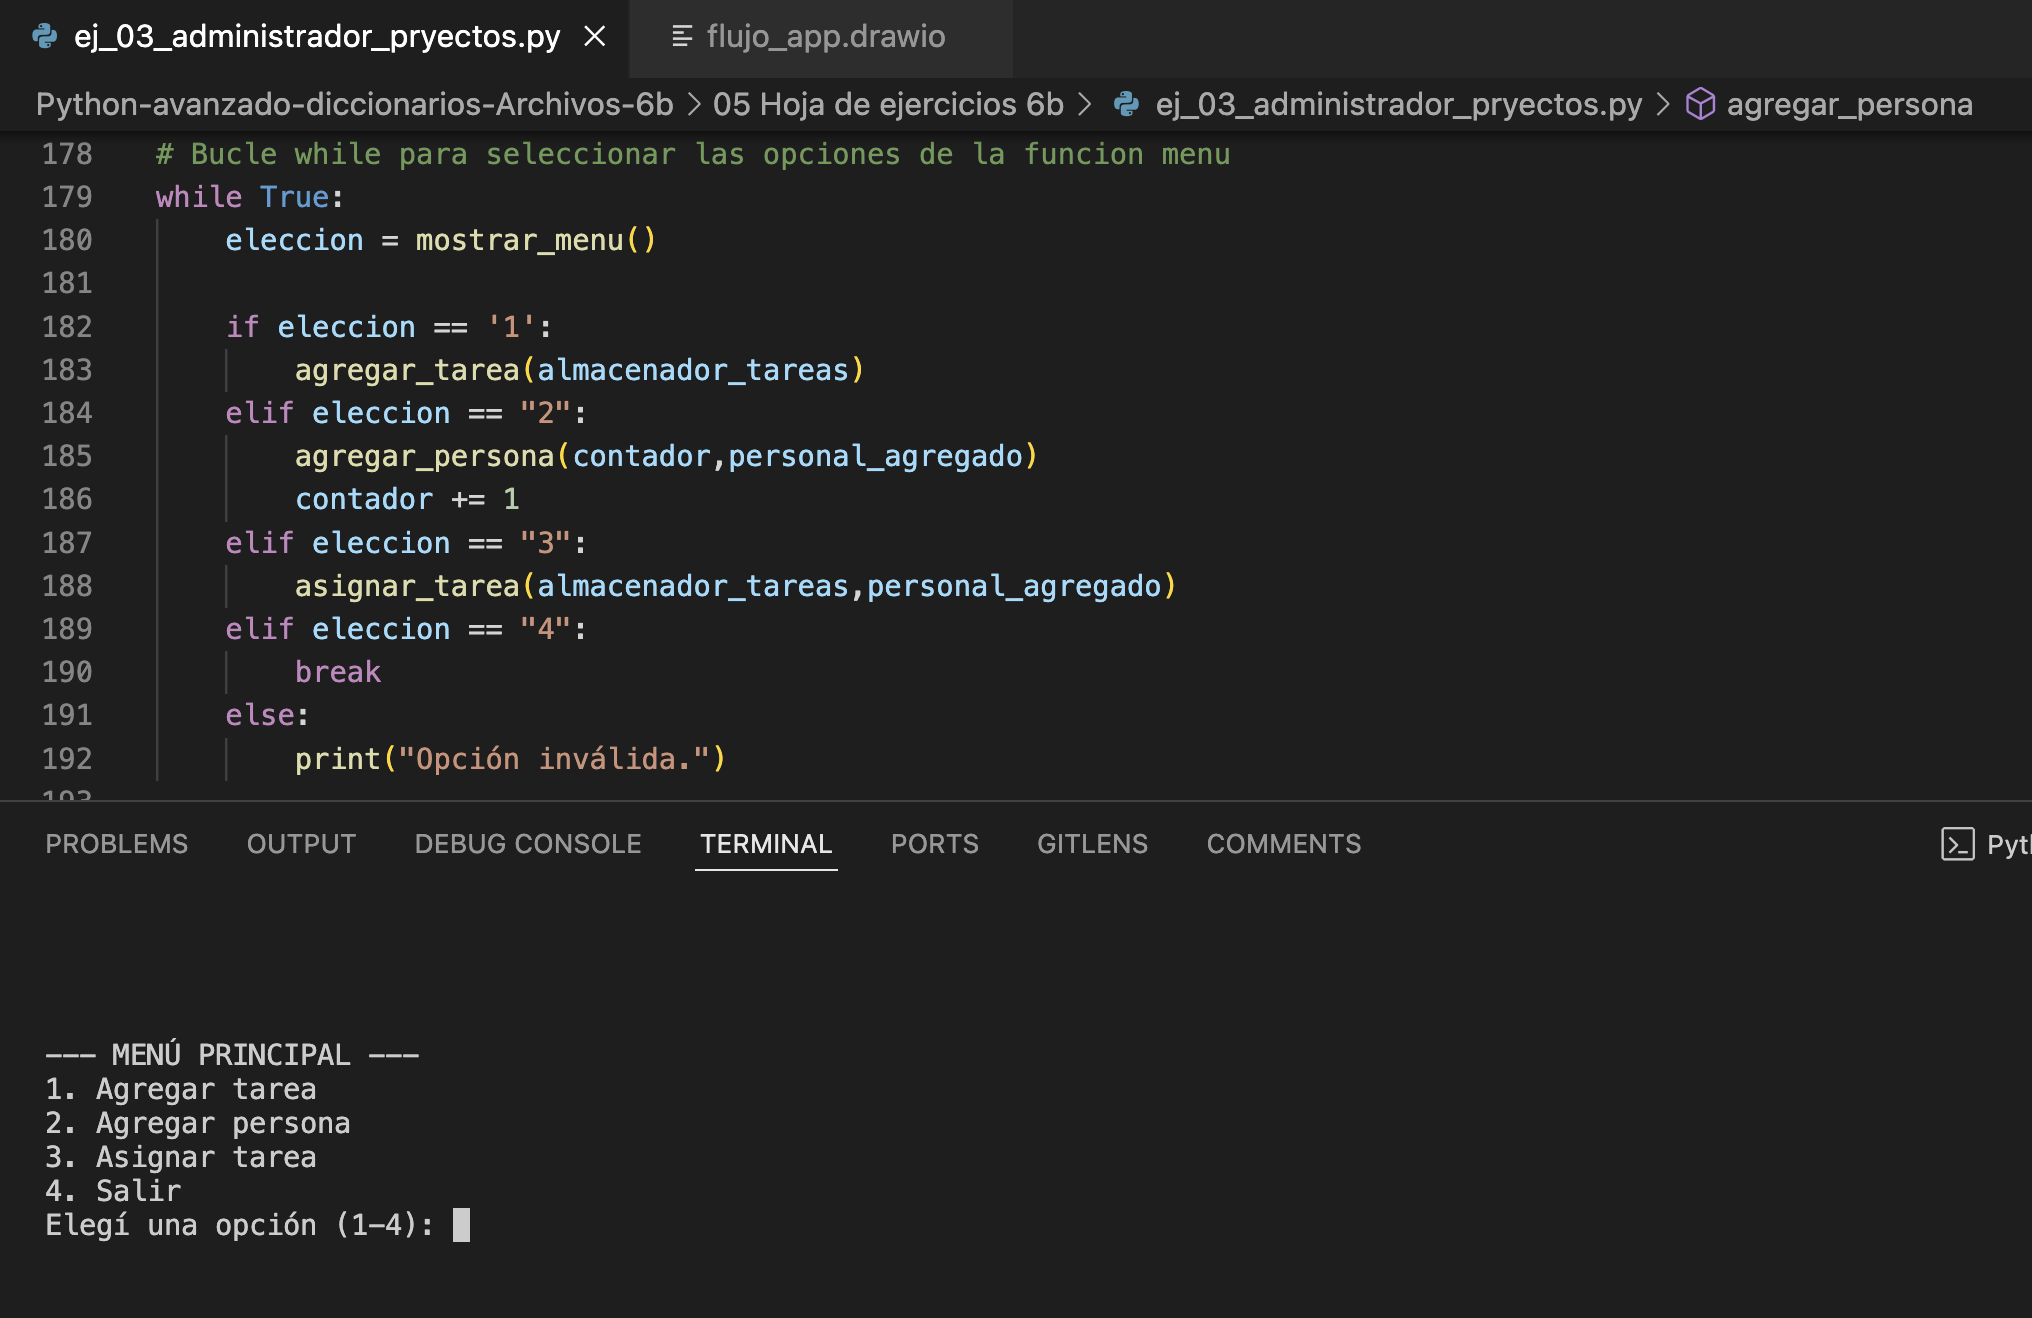 ej_03_administrador_pryectos.py flujo_app.drawio
Python-avanzado-diccionarios-Archivos-6b > 05 Hoja de ejercicios 6b > ej_03_administrador_pryectos.py > agregar_persona
178 # Bucle while para seleccionar las opciones de la funcion menu
179 while True:
180 eleccion = mostrar_menu()
181
182 if eleccion == '1':
183 agregar_tarea(almacenador_tareas)
184 elif eleccion == "2":
185 agregar_persona(contador,personal_agregado)
186 contador += 1
187 elif eleccion == "3":
188 asignar_tarea(almacenador_tareas,personal_agregado)
189 elif eleccion == "4":
190 break
191 else:
192 print("Opción inválida.")
PROBLEMS OUTPUT DEBUG CONSOLE TERMINAL PORTS GITLENS COMMENTS
--- MENÚ PRINCIPAL ---
1. Agregar tarea
2. Agregar persona
3. Asignar tarea
4. Salir
Elegí una opción (1-4):